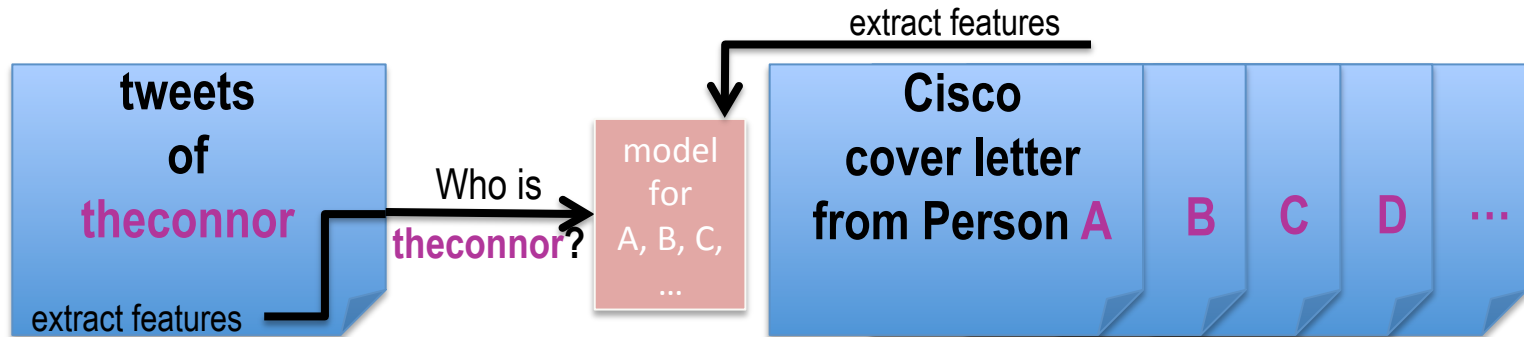 extract features
tweets
of
theconnor
extract features
Who is
theconnor?
model
for
A, B, C,
...
Cisco
cover letter
from Person A
B
C
D
...